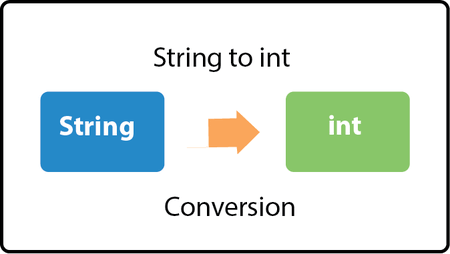 String to int
String
int
Conversion